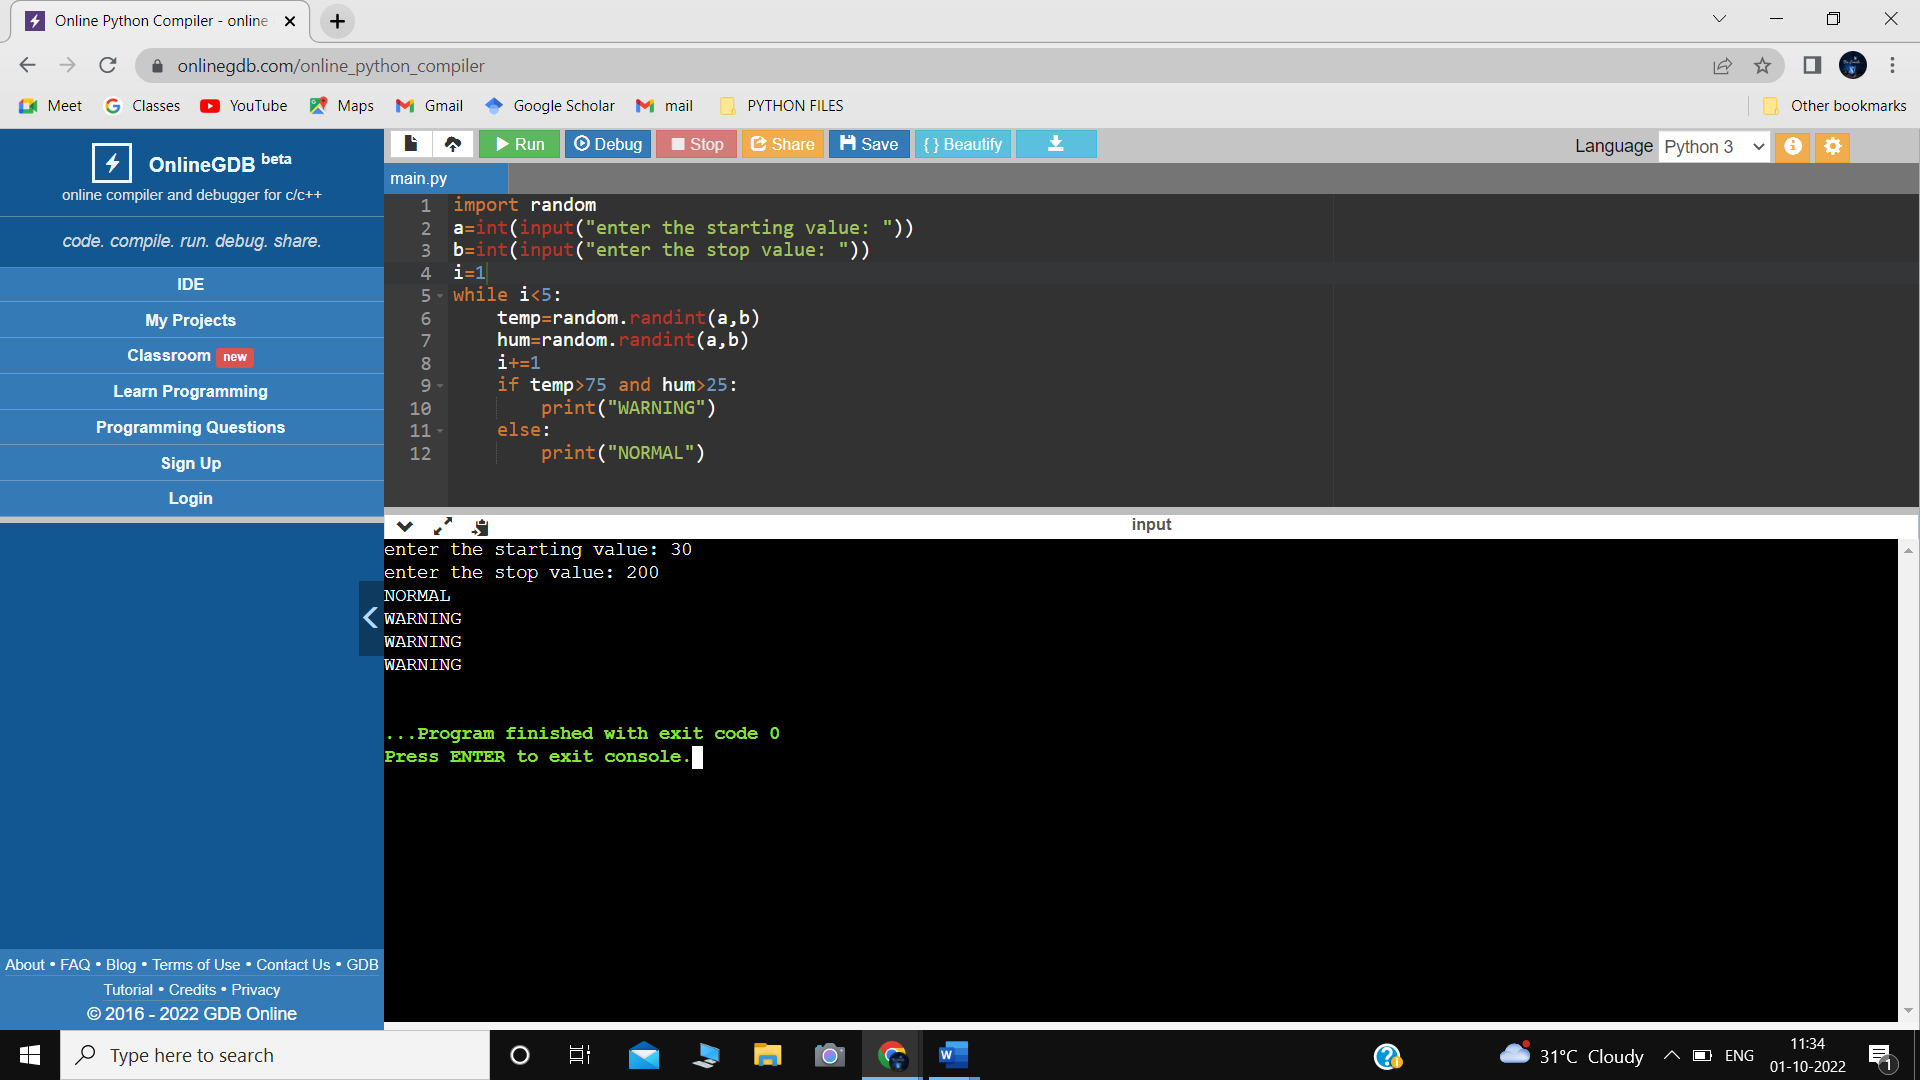 Online Python Compiler - online
onlinegdb.com/online_python_compiler
Meet Classes YouTube Maps Gmail Google Scholar mail PYTHON FILES Other bookmarks
OnlineGDB beta
online compiler and debugger for c/c++
code. compile. run. debug. share.
IDE
My Projects
Classroom new
Learn Programming
Programming Questions
Sign Up
Login
About • FAQ • Blog • Terms of Use • Contact Us • GDB
Tutorial • Credits • Privacy
© 2016 - 2022 GDB Online
Run Debug Stop Share Save { } Beautify Language Python 3
main.py
1 import random
2 a=int(input("enter the starting value: "))
3 b=int(input("enter the stop value: "))
4 i=1
5 while i<5:
6     temp=random.randint(a,b)
7     hum=random.randint(a,b)
8     i+=1
9     if temp>75 and hum>25:
10         print("WARNING")
11     else:
12         print("NORMAL")
input
enter the starting value: 30
enter the stop value: 200
NORMAL
WARNING
WARNING
WARNING
...Program finished with exit code 0
Press ENTER to exit console.
Type here to search
31°C Cloudy ENG
11:34
01-10-2022
1